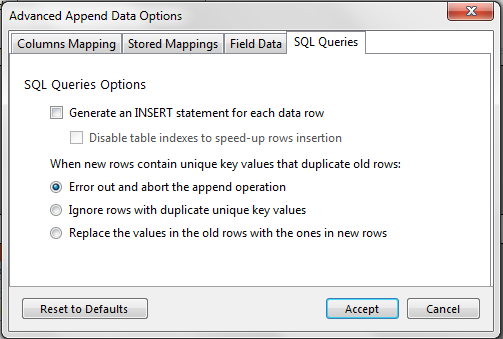 Advanced Append Data Options
Columns Mapping Stored Mappings Field Data SQL Queries
SQL Queries Options
Generate an INSERT statement for each data row
Disable table indexes to speed-up rows insertion
When new rows contain unique key values that duplicate old rows:
Error out and abort the append operation
Ignore rows with duplicate unique key values
Replace the values in the old rows with the ones in new rows
Reset to Defaults Accept Cancel